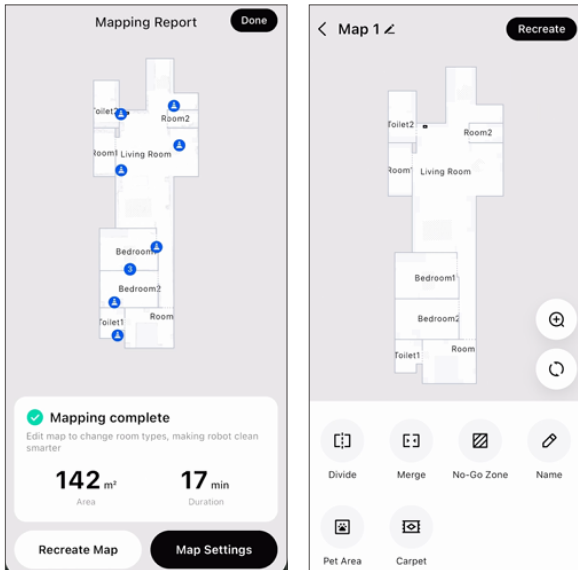 Mapping Report
Done
Toilet2
Room2
Room1
Living Room
Bedroom1
3
Bedroom2
Toilet1
Room
Mapping complete
Edit map to change room types, making robot clean
smarter
142 m²
17 min
Area
Duration
Recreate Map
Map Settings
Map 1
Recreate
Toilet2
Room2
Room1
Living Room
Bedroom1
Bedroom2
Toilet1
Room
Divide
Merge
No-Go Zone
Name
Pet Area
Carpet